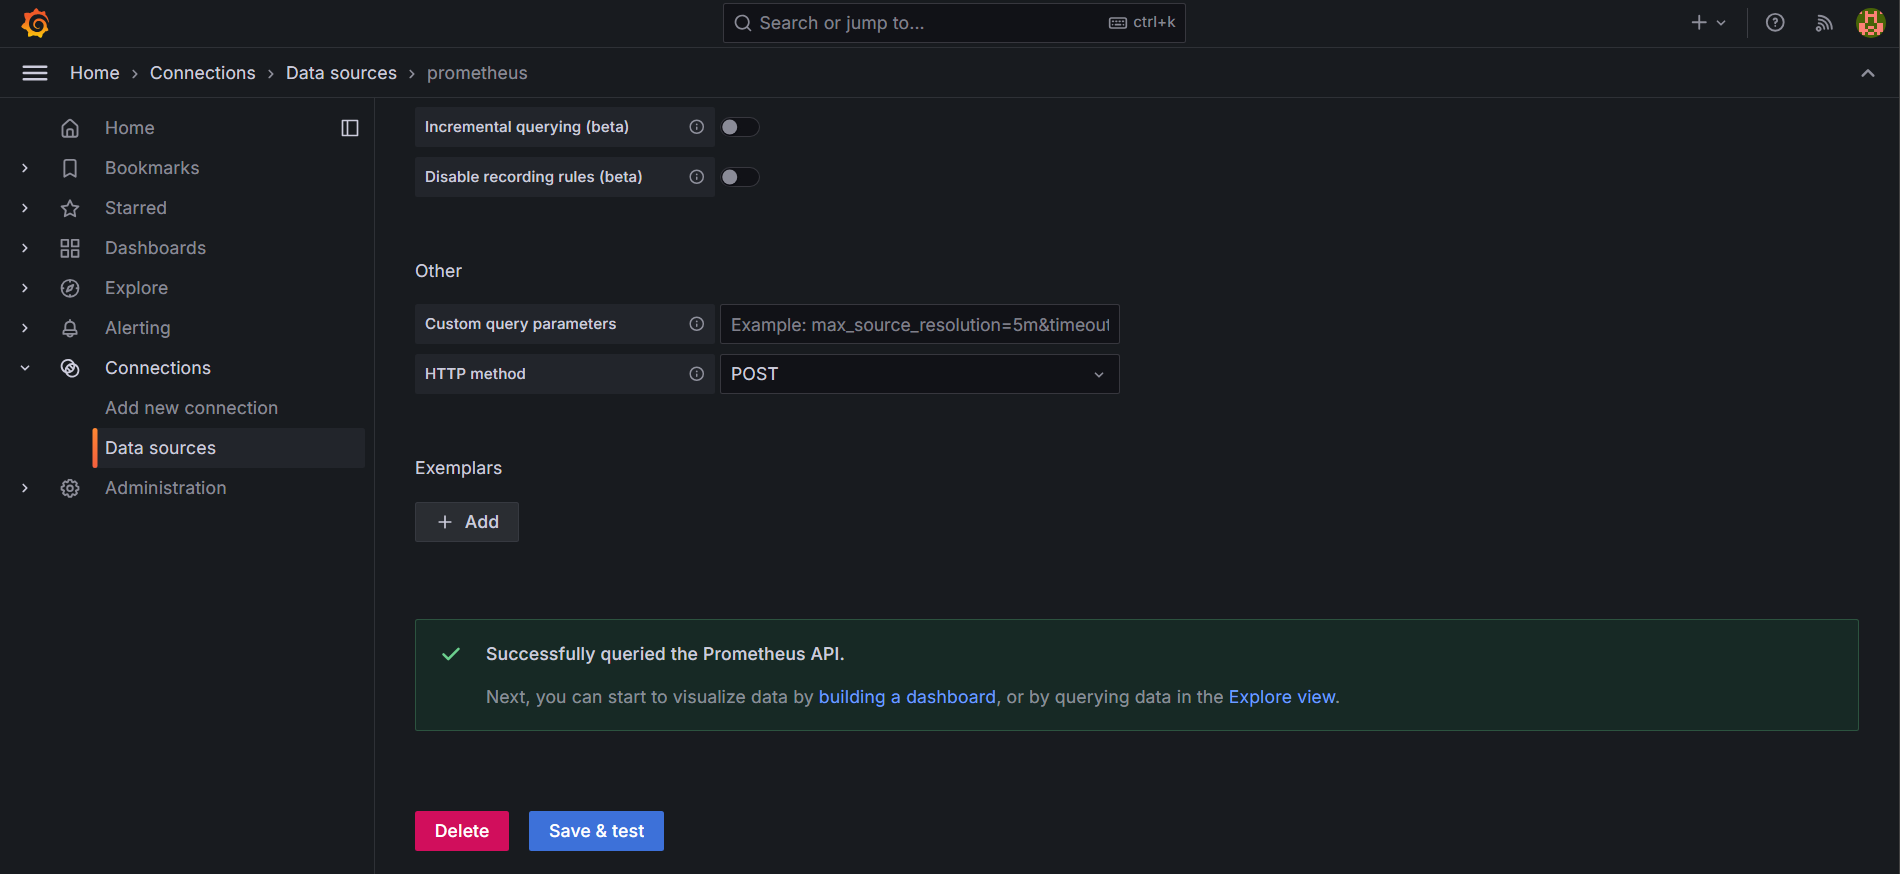 Search or jump to...
ctrl+k
Home › Connections › Data sources › prometheus
Home
Bookmarks
Starred
Dashboards
Explore
Alerting
Connections
Add new connection
Data sources
Administration
Incremental querying (beta)
Disable recording rules (beta)
Other
Custom query parameters
Example: max_source_resolution=5m&timeout
HTTP method
POST
Exemplars
Add
Successfully queried the Prometheus API.
Next, you can start to visualize data by building a dashboard, or by querying data in the Explore view.
Delete
Save & test